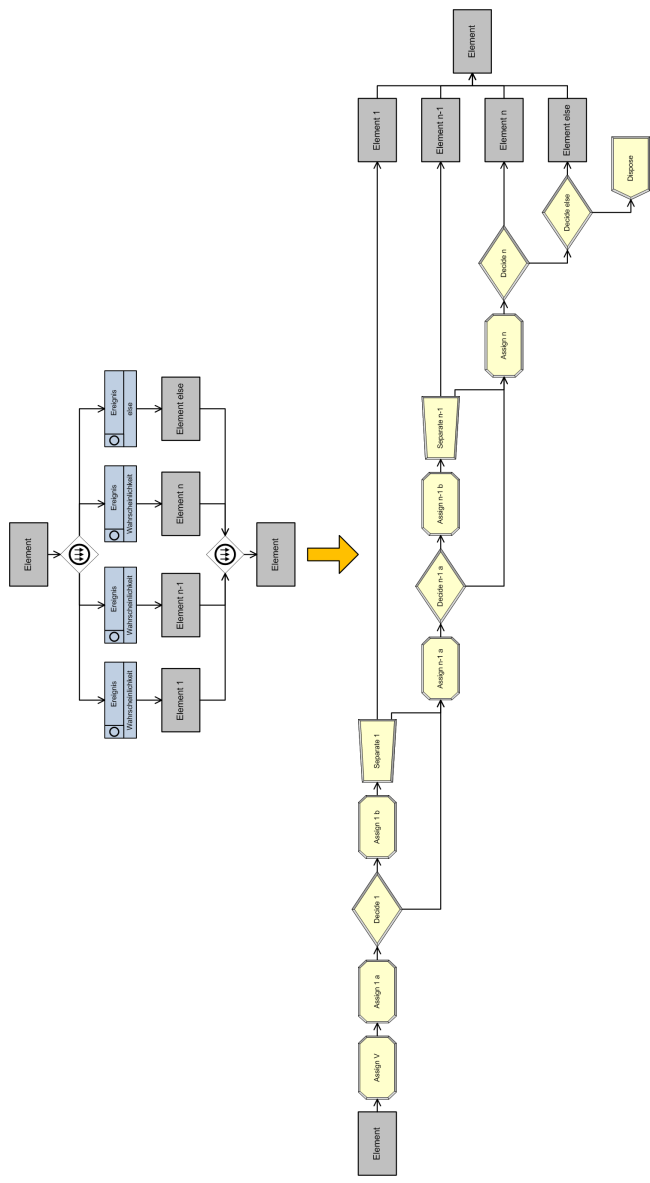 Element
Ereignis
Wahrscheinlichkeit
Ereignis
Wahrscheinlichkeit
Ereignis
Wahrscheinlichkeit
Ereignis
else
Element 1
Element n-1
Element n
Element else
Element
Element
Assign V
Assign 1 a
Decide 1
Assign 1 b
Separate 1
Assign n-1 a
Decide n-1 a
Assign n-1 b
Separate n-1
Assign n
Decide n
Decide else
Dispose
Element 1
Element n-1
Element n
Element else
Element